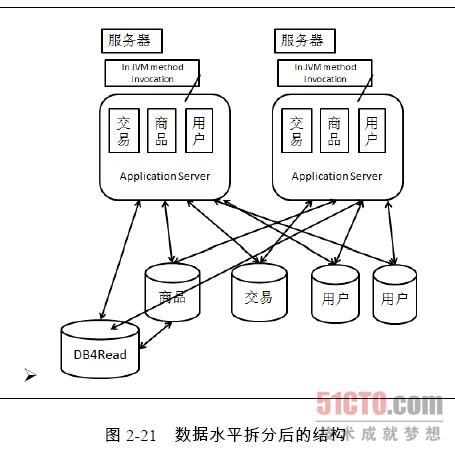 服务器
服务器
In JVM method
invocation
In JVM method
invocation
交易
商品
用户
交易
商品
用户
Application Server
Application Server
商品
交易
用户
用户
DB4Read
51CTO.com
技术成就梦想
图 2-21 数据水平拆分后的结构